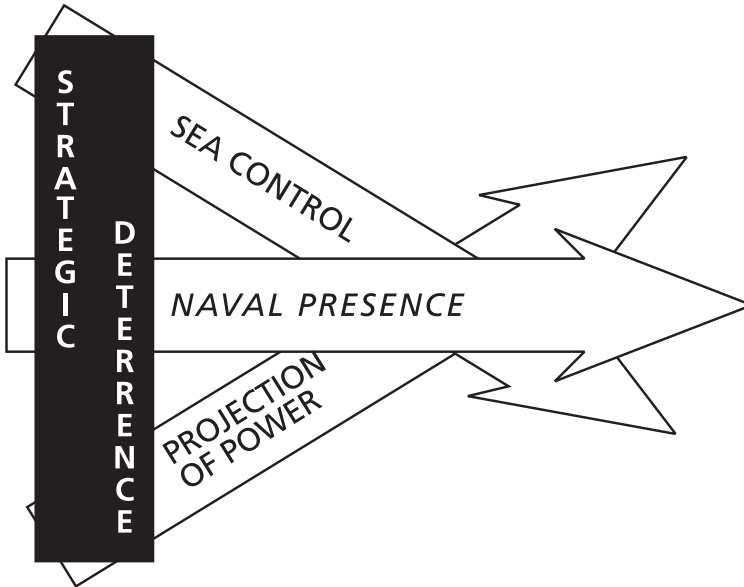 STRATEGIC
DETERRENCE
SEA CONTROL
NAVAL PRESENCE
PROJECTION
OF POWER